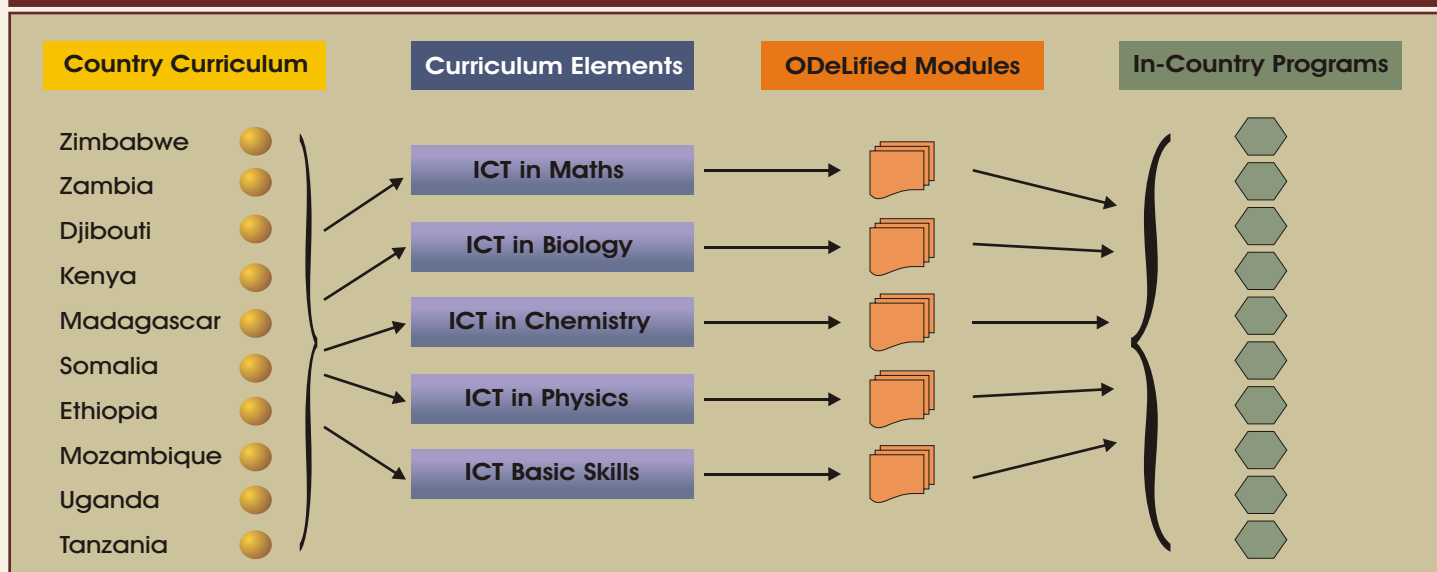 Country Curriculum
Curriculum Elements
ODeLified Modules
In-Country Programs
Zimbabwe
Zambia
Djibouti
Kenya
Madagascar
Somalia
Ethiopia
Mozambique
Uganda
Tanzania
ICT in Maths
ICT in Biology
ICT in Chemistry
ICT in Physics
ICT Basic Skills